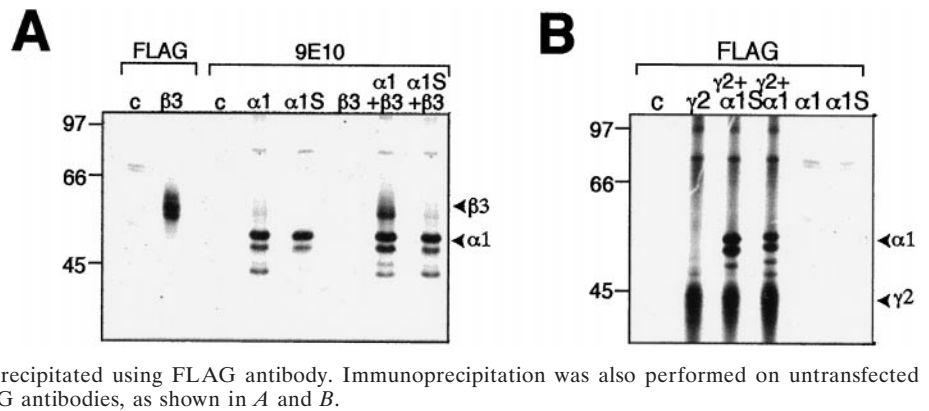 A
B
FLAG
9E10
FLAG
α1 α1S
γ2+ γ2+
c β3 c α1 α1S β3 +β3 +β3
c γ2 α1S α1 α1 α1S
97
66
45
β3
α1
97
66
45
α1
γ2
recipitated using FLAG antibody. Immunoprecipitation was also performed on untransfected
G antibodies, as shown in A and B.